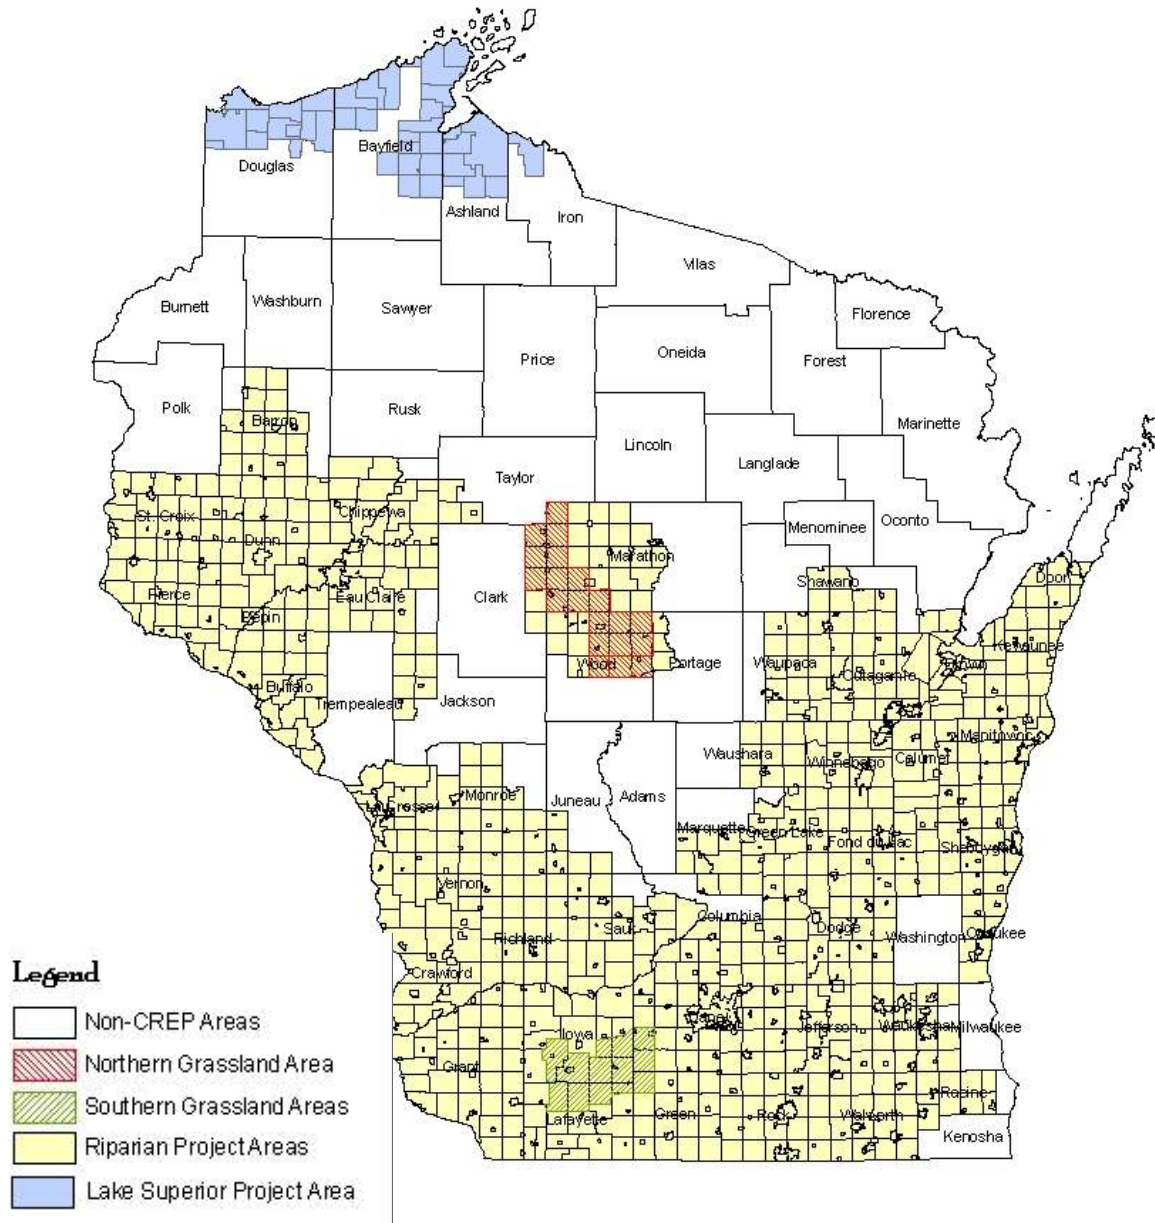 Douglas
Bayfield
Ashland
Iron
Vilas
Burnett
Washburn
Sawyer
Florence
Price
Oneida
Forest
Polk
Barron
Rusk
Marinette
Lincoln
Langlade
Taylor
St. Croix
Chippewa
Menominee
Oconto
Dunn
Marathon
Shawano
Door
Pierce
Eau Claire
Clark
Pepin
Wood
Portage
Waupaca
Outagamie
Brown
Kewaunee
Buffalo
Trempealeau
Jackson
Waushara
Winnebago
Calumet
Manitowoc
La Crosse
Monroe
Juneau
Adams
Marquette
Green Lake
Fond du Lac
Sheboygan
Vernon
Columbia
Richland
Sauk
Dodge
Washington
Ozaukee
Crawford
Iowa
Dane
Jefferson
Waukesha
Milwaukee
Grant
Lafayette
Green
Rock
Walworth
Racine
Kenosha
Legend
Non-CREP Areas
Northern Grassland Area
Southern Grassland Areas
Riparian Project Areas
Lake Superior Project Area